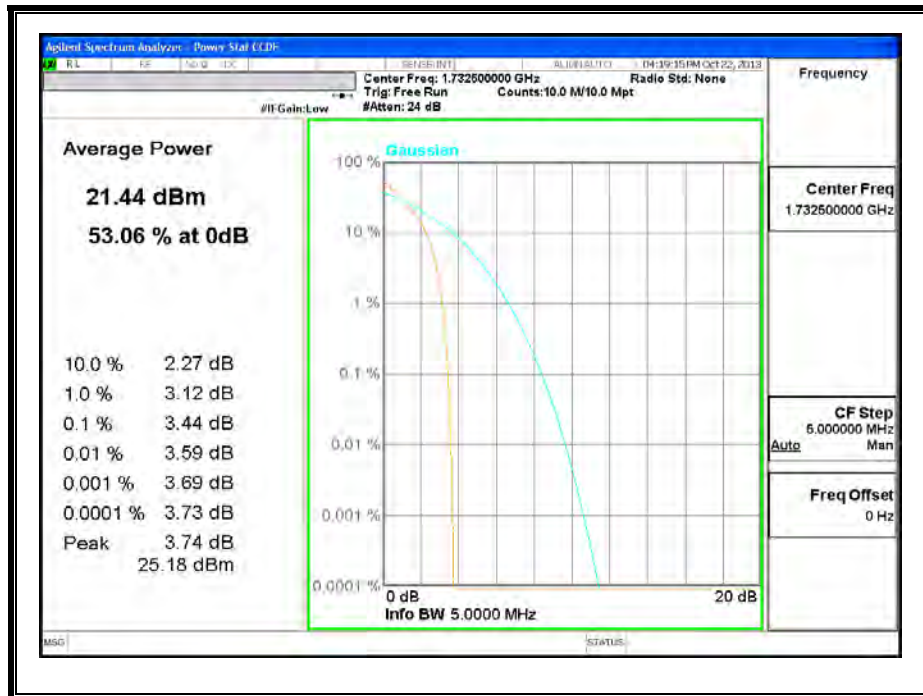 Agilent Spectrum Analyzer - Power Stat CCDF
RL RF 50 Ω DC SENSE:INT ALIGNAUTO 04:19:15 PM Oct 22, 2013
Center Freq: 1.732500000 GHz Radio Std: None
Trig: Free Run Counts:10.0 M/10.0 Mpt
#IFGain:Low #Atten: 24 dB
Frequency
Average Power
21.44 dBm
53.06 % at 0dB
10.0 % 2.27 dB
1.0 % 3.12 dB
0.1 % 3.44 dB
0.01 % 3.59 dB
0.001 % 3.69 dB
0.0001 % 3.73 dB
Peak 3.74 dB
25.18 dBm
Gaussian
100 %
10 %
1 %
0.1 %
0.01 %
0.001 %
0.0001 %
0 dB 20 dB
Info BW 5.0000 MHz
Center Freq
1.732500000 GHz
CF Step
5.000000 MHz
Auto Man
Freq Offset
0 Hz
MSG STATUS